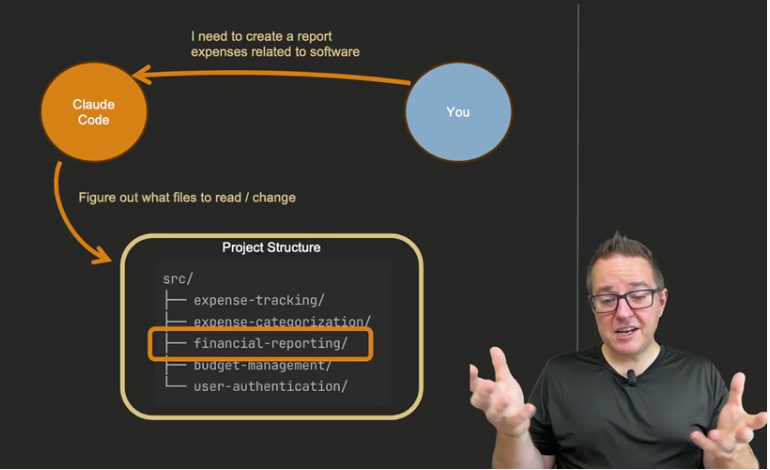 I need to create a report
expenses related to software
Claude
Code
You
Figure out what files to read / change
Project Structure
src/
├── expense-tracking/
├── expense-categorization/
├── financial-reporting/
├── budget-management/
└── user-authentication/